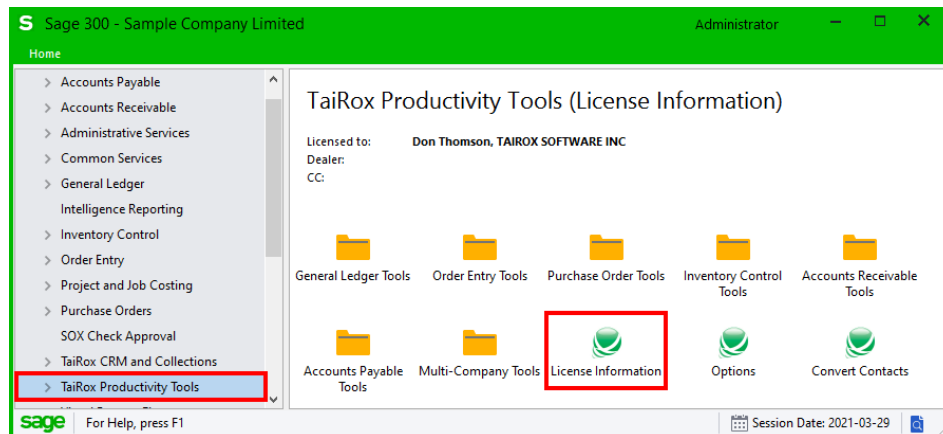 S Sage 300 - Sample Company Limited
Administrator
Home
Accounts Payable
Accounts Receivable
Administrative Services
Common Services
General Ledger
Intelligence Reporting
Inventory Control
Order Entry
Project and Job Costing
Purchase Orders
SOX Check Approval
TaiRox CRM and Collections
TaiRox Productivity Tools
TaiRox Productivity Tools (License Information)
Licensed to: Don Thomson, TAIROX SOFTWARE INC
Dealer:
CC:
General Ledger Tools
Order Entry Tools
Purchase Order Tools
Inventory Control
Tools
Accounts Receivable
Tools
Accounts Payable
Tools
Multi-Company Tools
License Information
Options
Convert Contacts
sage For Help, press F1
Session Date: 2021-03-29